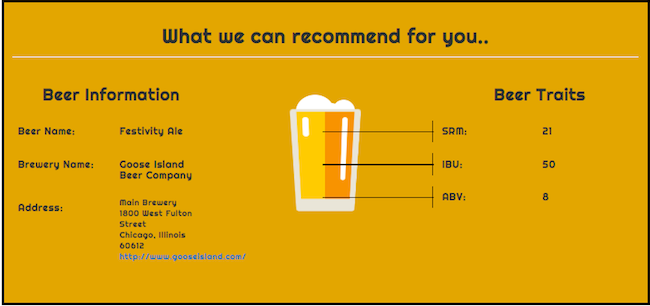 What we can recommend for you..
Beer Information
Beer Name: Festivity Ale
Brewery Name: Goose Island
Beer Company
Address: Main Brewery
1800 West Fulton
Street
Chicago, Illinois
60612
http://www.gooseisland.com/
Beer Traits
SRM: 21
IBU: 50
ABV: 8